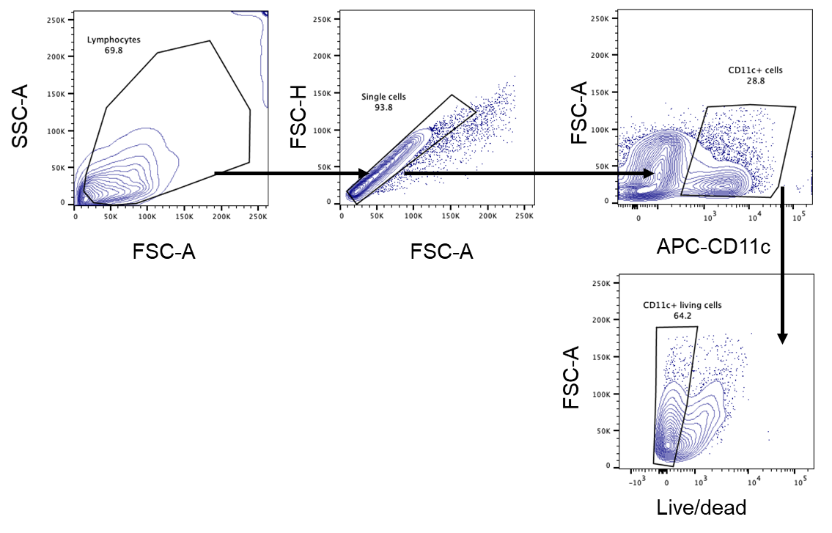 250K
200K
150K
100K
50K
0
Lymphocytes
69.8
SSC-A
0
50K
100K
150K
200K
250K
FSC-A
250K
200K
150K
100K
50K
0
Single cells
93.8
FSC-H
0
50K
100K
150K
200K
250K
FSC-A
250K
200K
150K
100K
50K
0
CD11c+ cells
28.8
FSC-A
0
10³
10⁴
10⁵
APC-CD11c
250K
200K
150K
100K
50K
0
CD11c+ living cells
64.2
FSC-A
-10³
0
10³
10⁴
10⁵
Live/dead